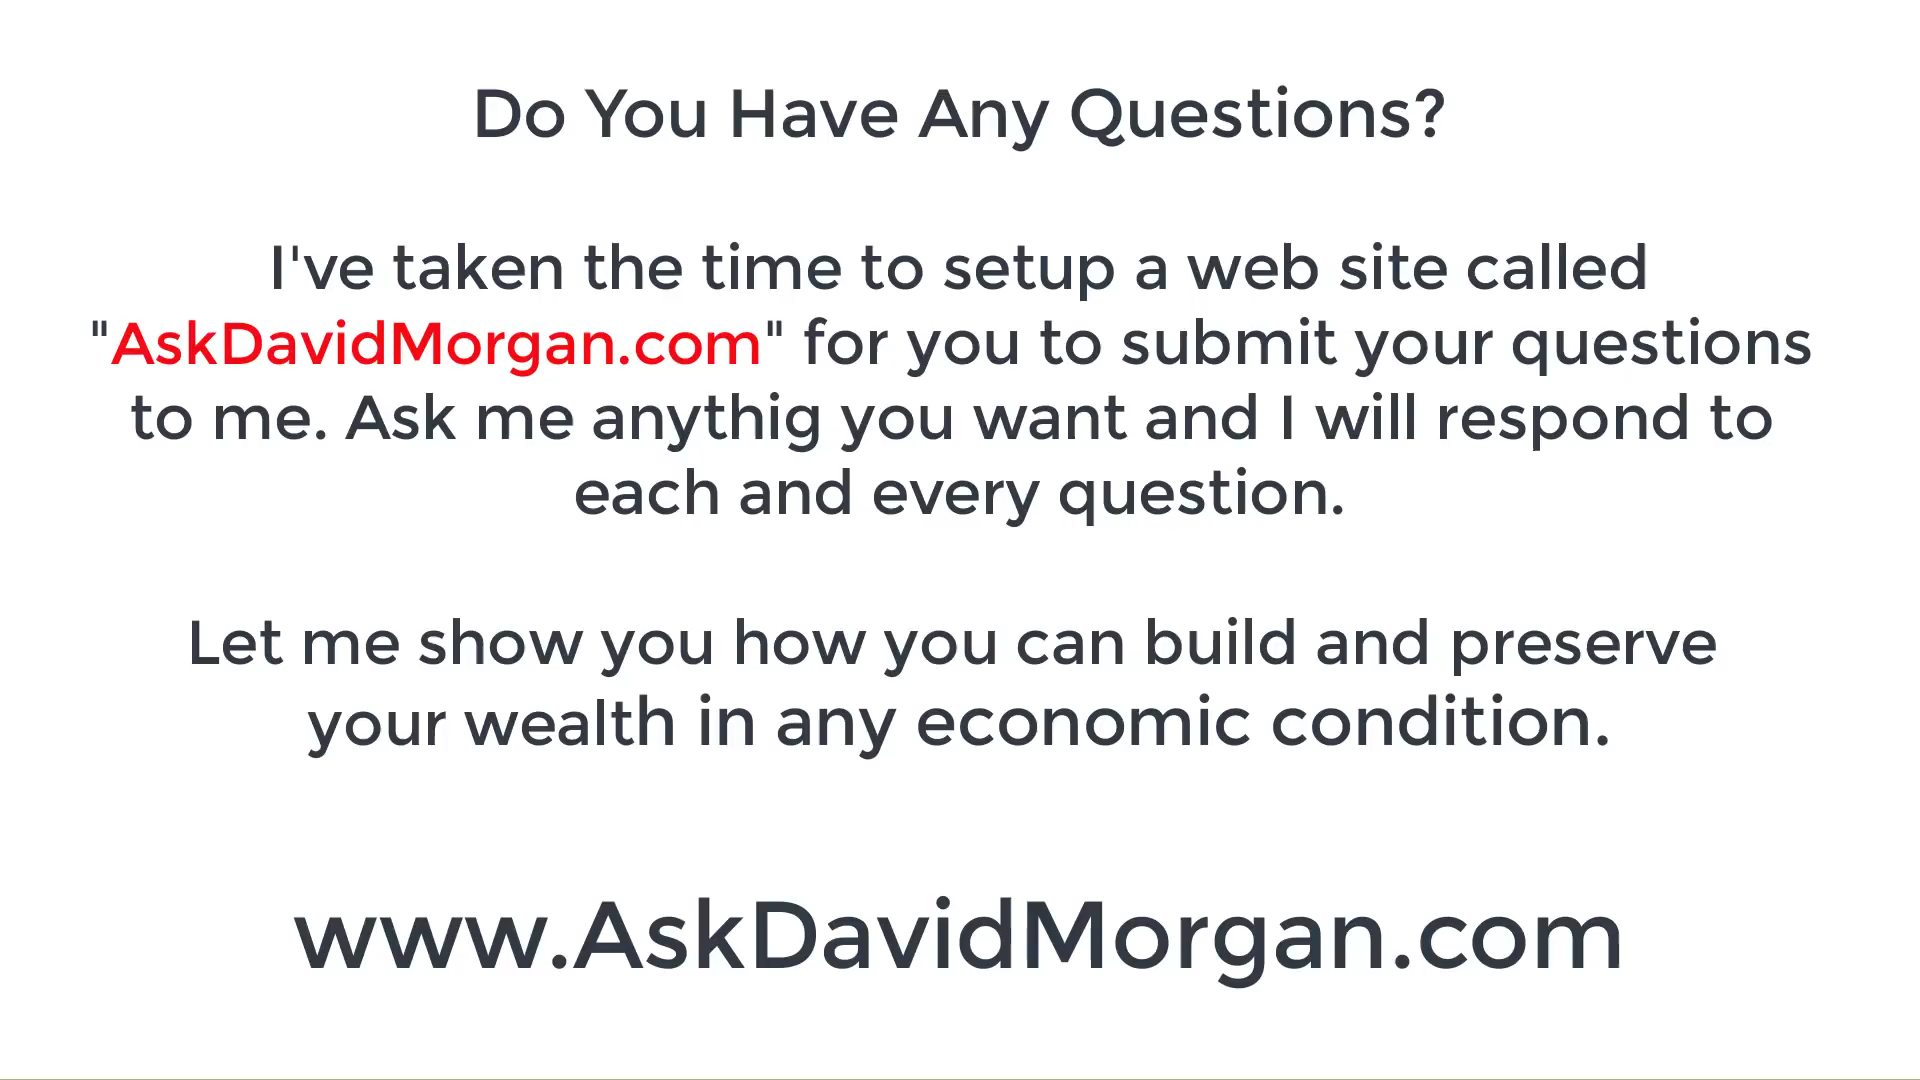 Do You Have Any Questions?
I've taken the time to setup a web site called
"AskDavidMorgan.com" for you to submit your questions
to me. Ask me anythig you want and I will respond to
each and every question.
Let me show you how you can build and preserve
your wealth in any economic condition.
www.AskDavidMorgan.com